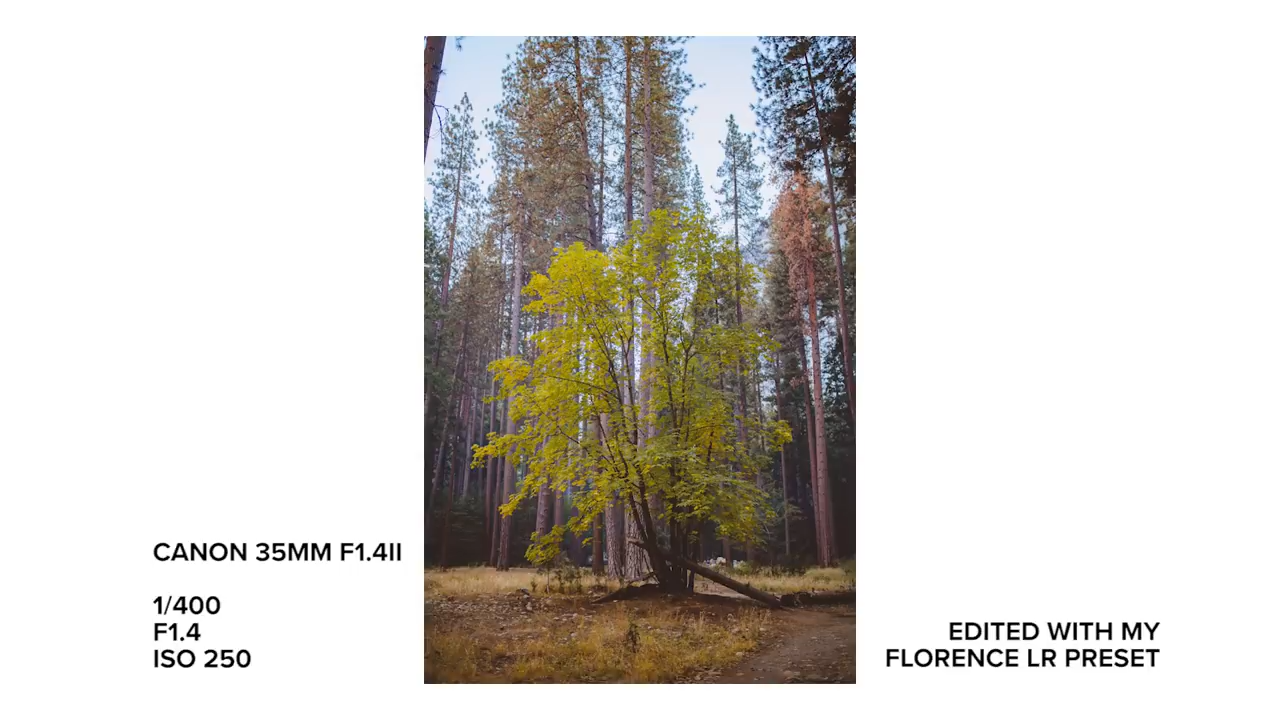 CANON 35MM F1.4II
1/400
F1.4
ISO 250
EDITED WITH MY
FLORENCE LR PRESET